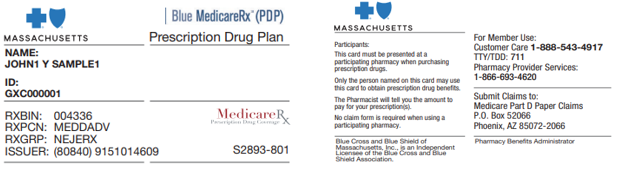 MASSACHUSETTS
Blue MedicareRx℠ (PDP)
Prescription Drug Plan
NAME:
JOHN1 Y SAMPLE1
ID:
GXC000001
RXBIN: 004336
RXPCN: MEDDADV
RXGRP: NEJERX
ISSUER: (80840) 9151014609
MedicareRx
Prescription Drug Coverage
S2893-801
MASSACHUSETTS
Participants:
This card must be presented at a
participating pharmacy when purchasing
prescription drugs.
Only the person named on this card may use
this card to obtain prescription drug benefits.
The Pharmacist will tell you the amount to
pay for your prescription(s).
No claim form is required when using a
participating pharmacy.
Blue Cross and Blue Shield of
Massachusetts, Inc., is an Independent
Licensee of the Blue Cross and Blue
Shield Association.
For Member Use:
Customer Care 1-888-543-4917
TTY/TDD: 711
Pharmacy Provider Services:
1-866-693-4620
Submit Claims to:
Medicare Part D Paper Claims
P.O. Box 52066
Phoenix, AZ 85072-2066
Pharmacy Benefits Administrator